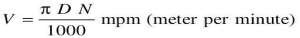 V = π D N / 1000 mpm (meter per minute)